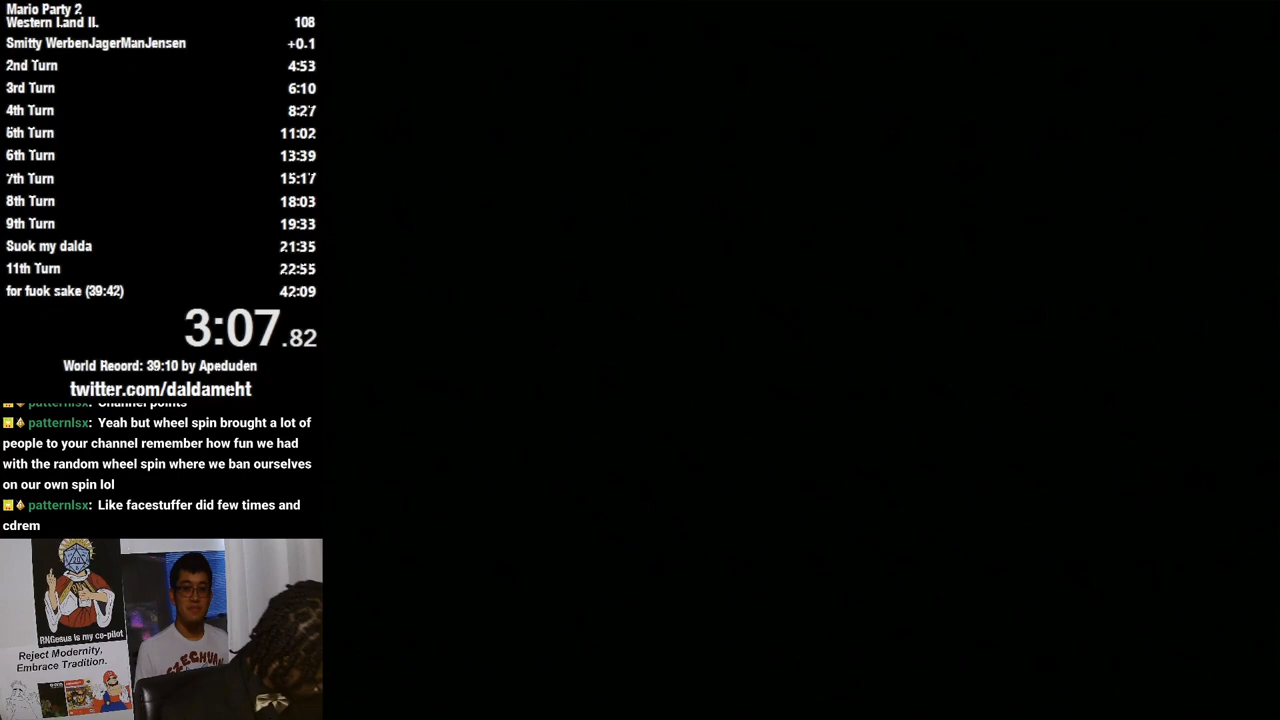 Mario Party 2
Western Land II. 108
Smitty WerbenJagerManJensen +0.1
2nd Turn 4:53
3rd Turn 6:10
4th Turn 8:27
5th Turn 11:02
6th Turn 13:39
7th Turn 15:17
8th Turn 18:03
9th Turn 19:33
Suok my dalda 21:35
11th Turn 22:55
for fuok sake (39:42) 42:09
3:07.82
World Reoord: 39:10 by Apeduden
twitter.com/daldameht
patternlsx: Channel points
patternlsx: Yeah but wheel spin brought a lot of
people to your channel remember how fun we had
with the random wheel spin where we ban ourselves
on our own spin lol
patternlsx: Like facestuffer did few times and
cdrem
RNGesus is my co-pilot
Reject Modernity,
Embrace Tradition.